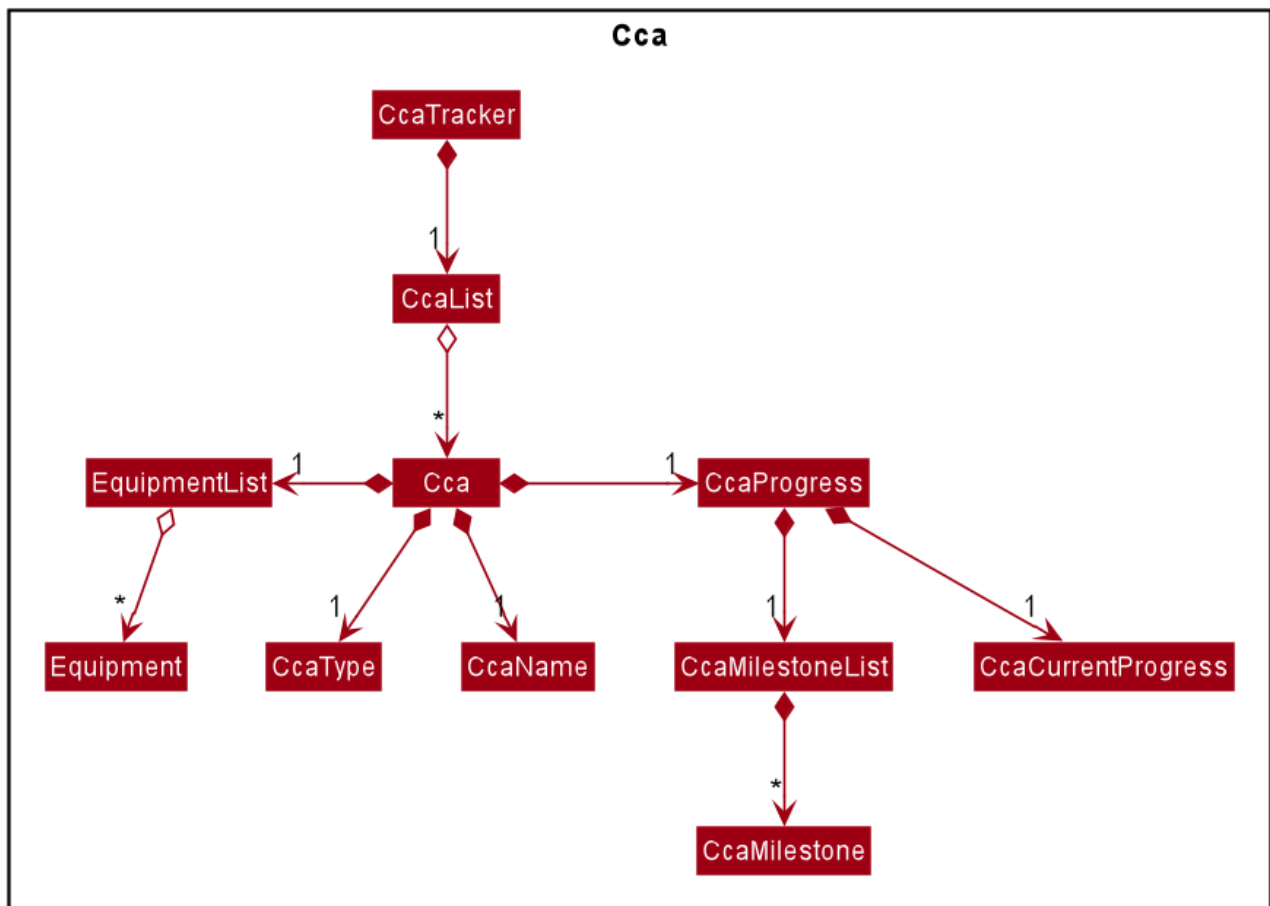 Cca
CcaTracker
1
CcaList
*
EquipmentList
1
Cca
1
CcaProgress
*
1
1
1
1
Equipment
CcaType
CcaName
CcaMilestoneList
CcaCurrentProgress
*
CcaMilestone